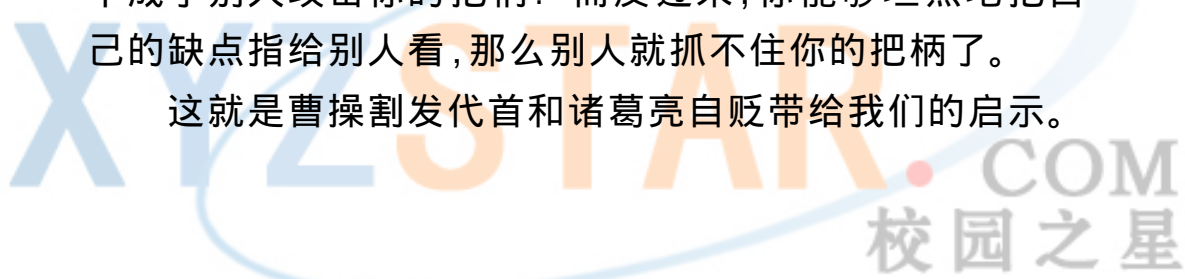 己的缺点指给别人看,那么别人就抓不住你的把柄了。
这就是曹操割发代首和诸葛亮自贬带给我们的启示。
XYZSTAR.COM
校园之星